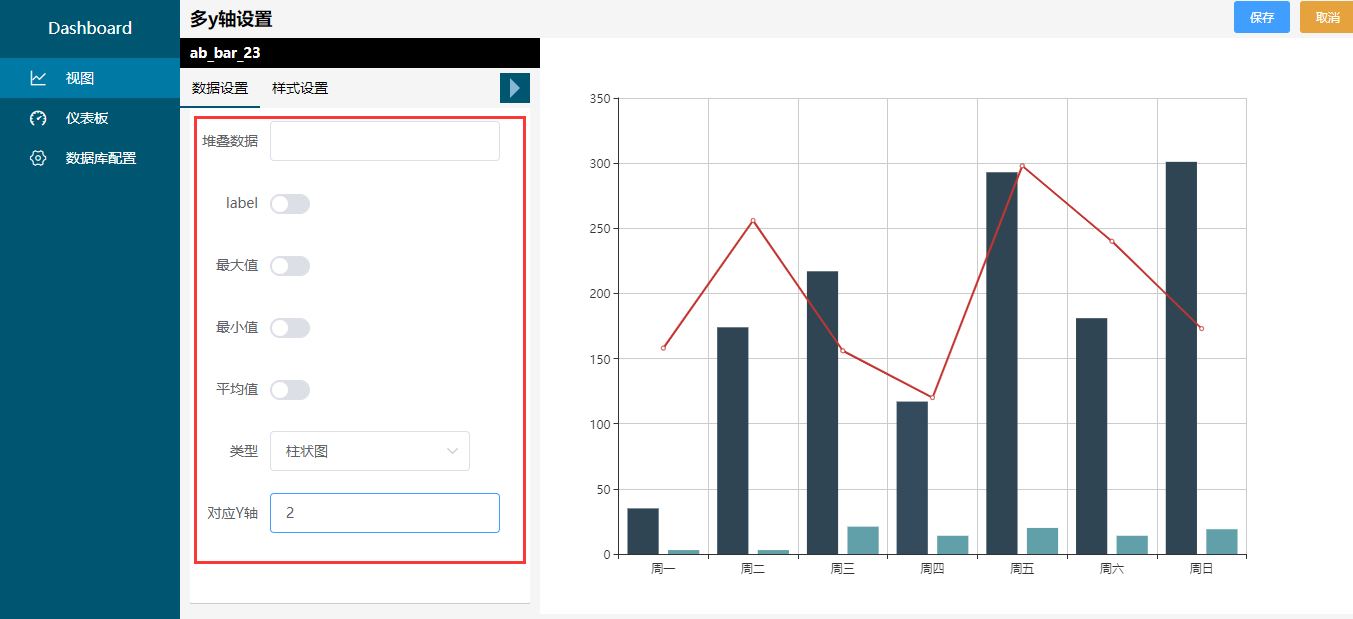 Dashboard
视图
仪表板
数据库配置
多y轴设置
保存
取消
ab_bar_23
数据设置
样式设置
堆叠数据
label
最大值
最小值
平均值
类型
柱状图
对应Y轴
2
350
300
250
200
150
100
50
0
周一
周二
周三
周四
周五
周六
周日